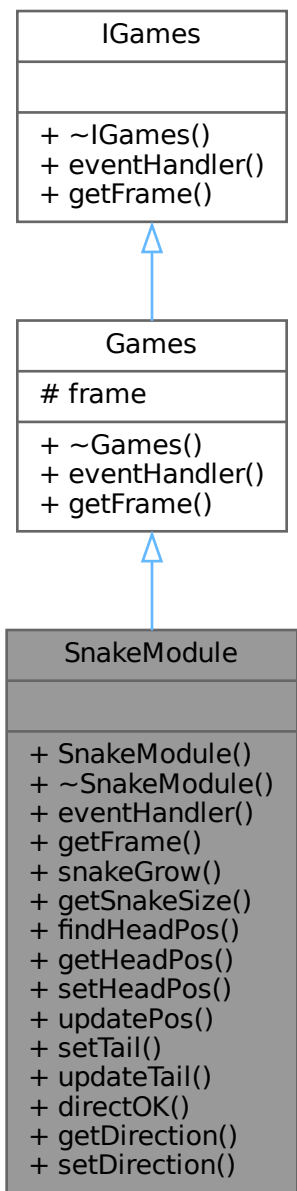 IGames
+ ~IGames()
+ eventHandler()
+ getFrame()
Games
# frame
+ ~Games()
+ eventHandler()
+ getFrame()
SnakeModule
+ SnakeModule()
+ ~SnakeModule()
+ eventHandler()
+ getFrame()
+ snakeGrow()
+ getSnakeSize()
+ findHeadPos()
+ getHeadPos()
+ setHeadPos()
+ updatePos()
+ setTail()
+ updateTail()
+ directOK()
+ getDirection()
+ setDirection()